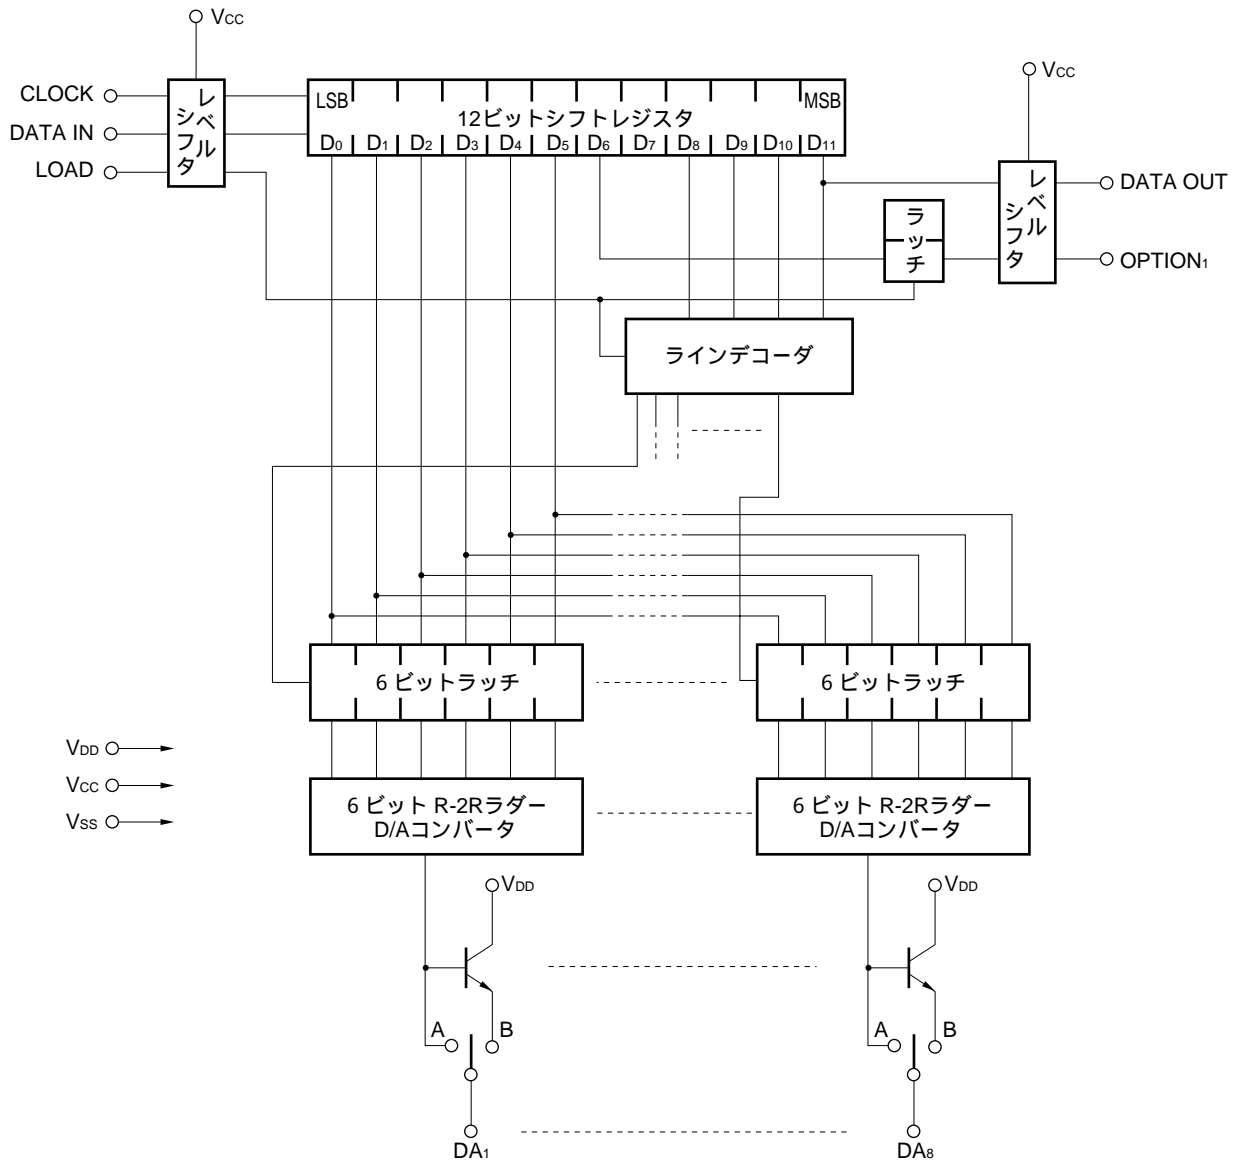 VCC
CLOCK
DATA IN
LOAD
レベル
シフタ
LSB
MSB
12ビットシフトレジスタ
D0 D1 D2 D3 D4 D5 D6 D7 D8 D9 D10 D11
VCC
レベル
シフタ
DATA OUT
OPTION1
ラッチ
ラインデコーダ
6 ビットラッチ
6 ビットラッチ
VDD
VCC
VSS
6 ビット R-2Rラダー
D/Aコンバータ
6 ビット R-2Rラダー
D/Aコンバータ
VDD
VDD
A
B
A
B
DA1
DA8